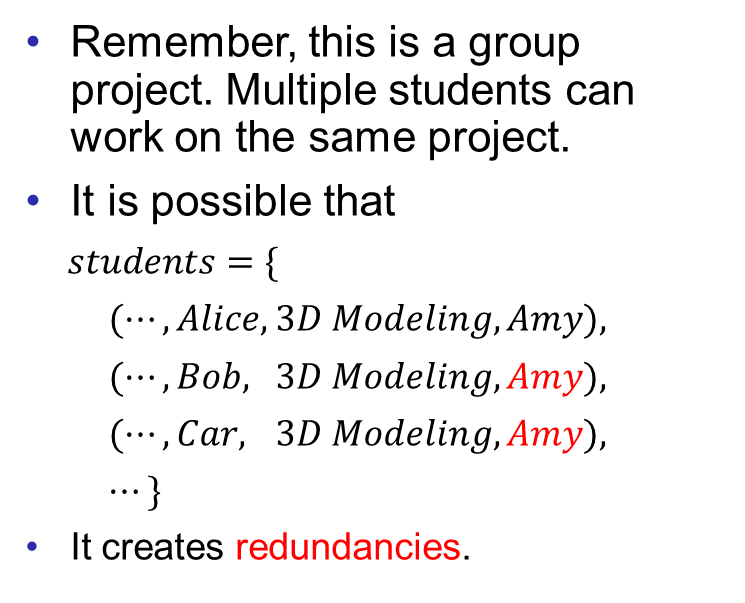 • Remember, this is a group
project. Multiple students can
work on the same project.
• It is possible that
students = {
(⋯, Alice, 3D Modeling, Amy),
(⋯, Bob, 3D Modeling, Amy),
(⋯, Car, 3D Modeling, Amy),
⋯ }
• It creates redundancies.